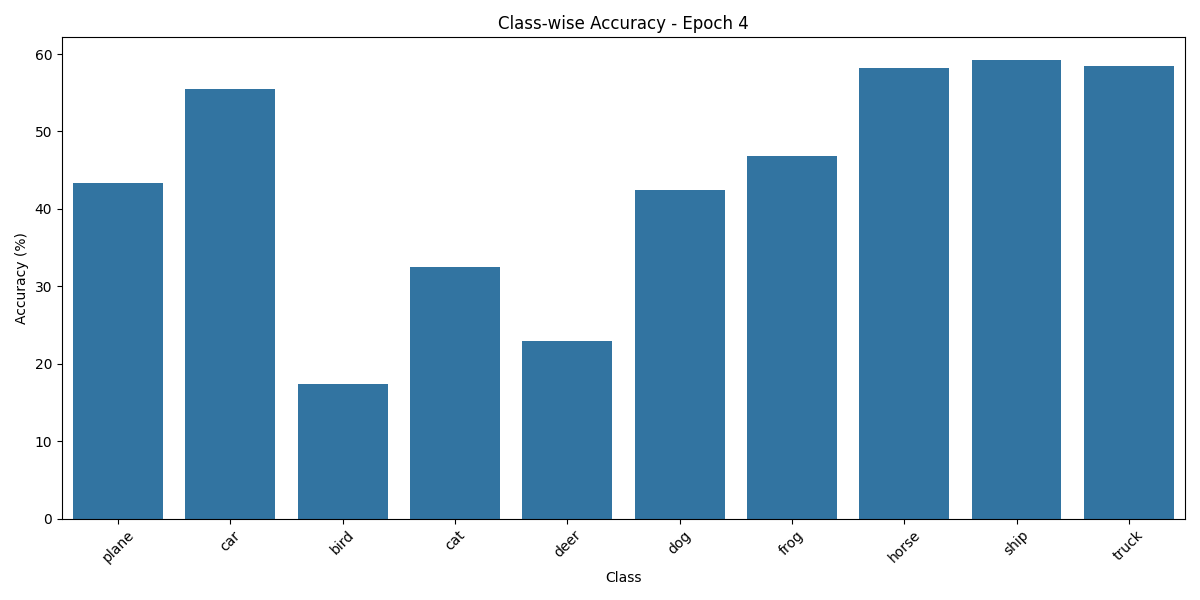 Class-wise Accuracy - Epoch 4
Accuracy (%)
60
50
40
30
20
10
0
plane car bird cat deer dog frog horse ship truck
Class